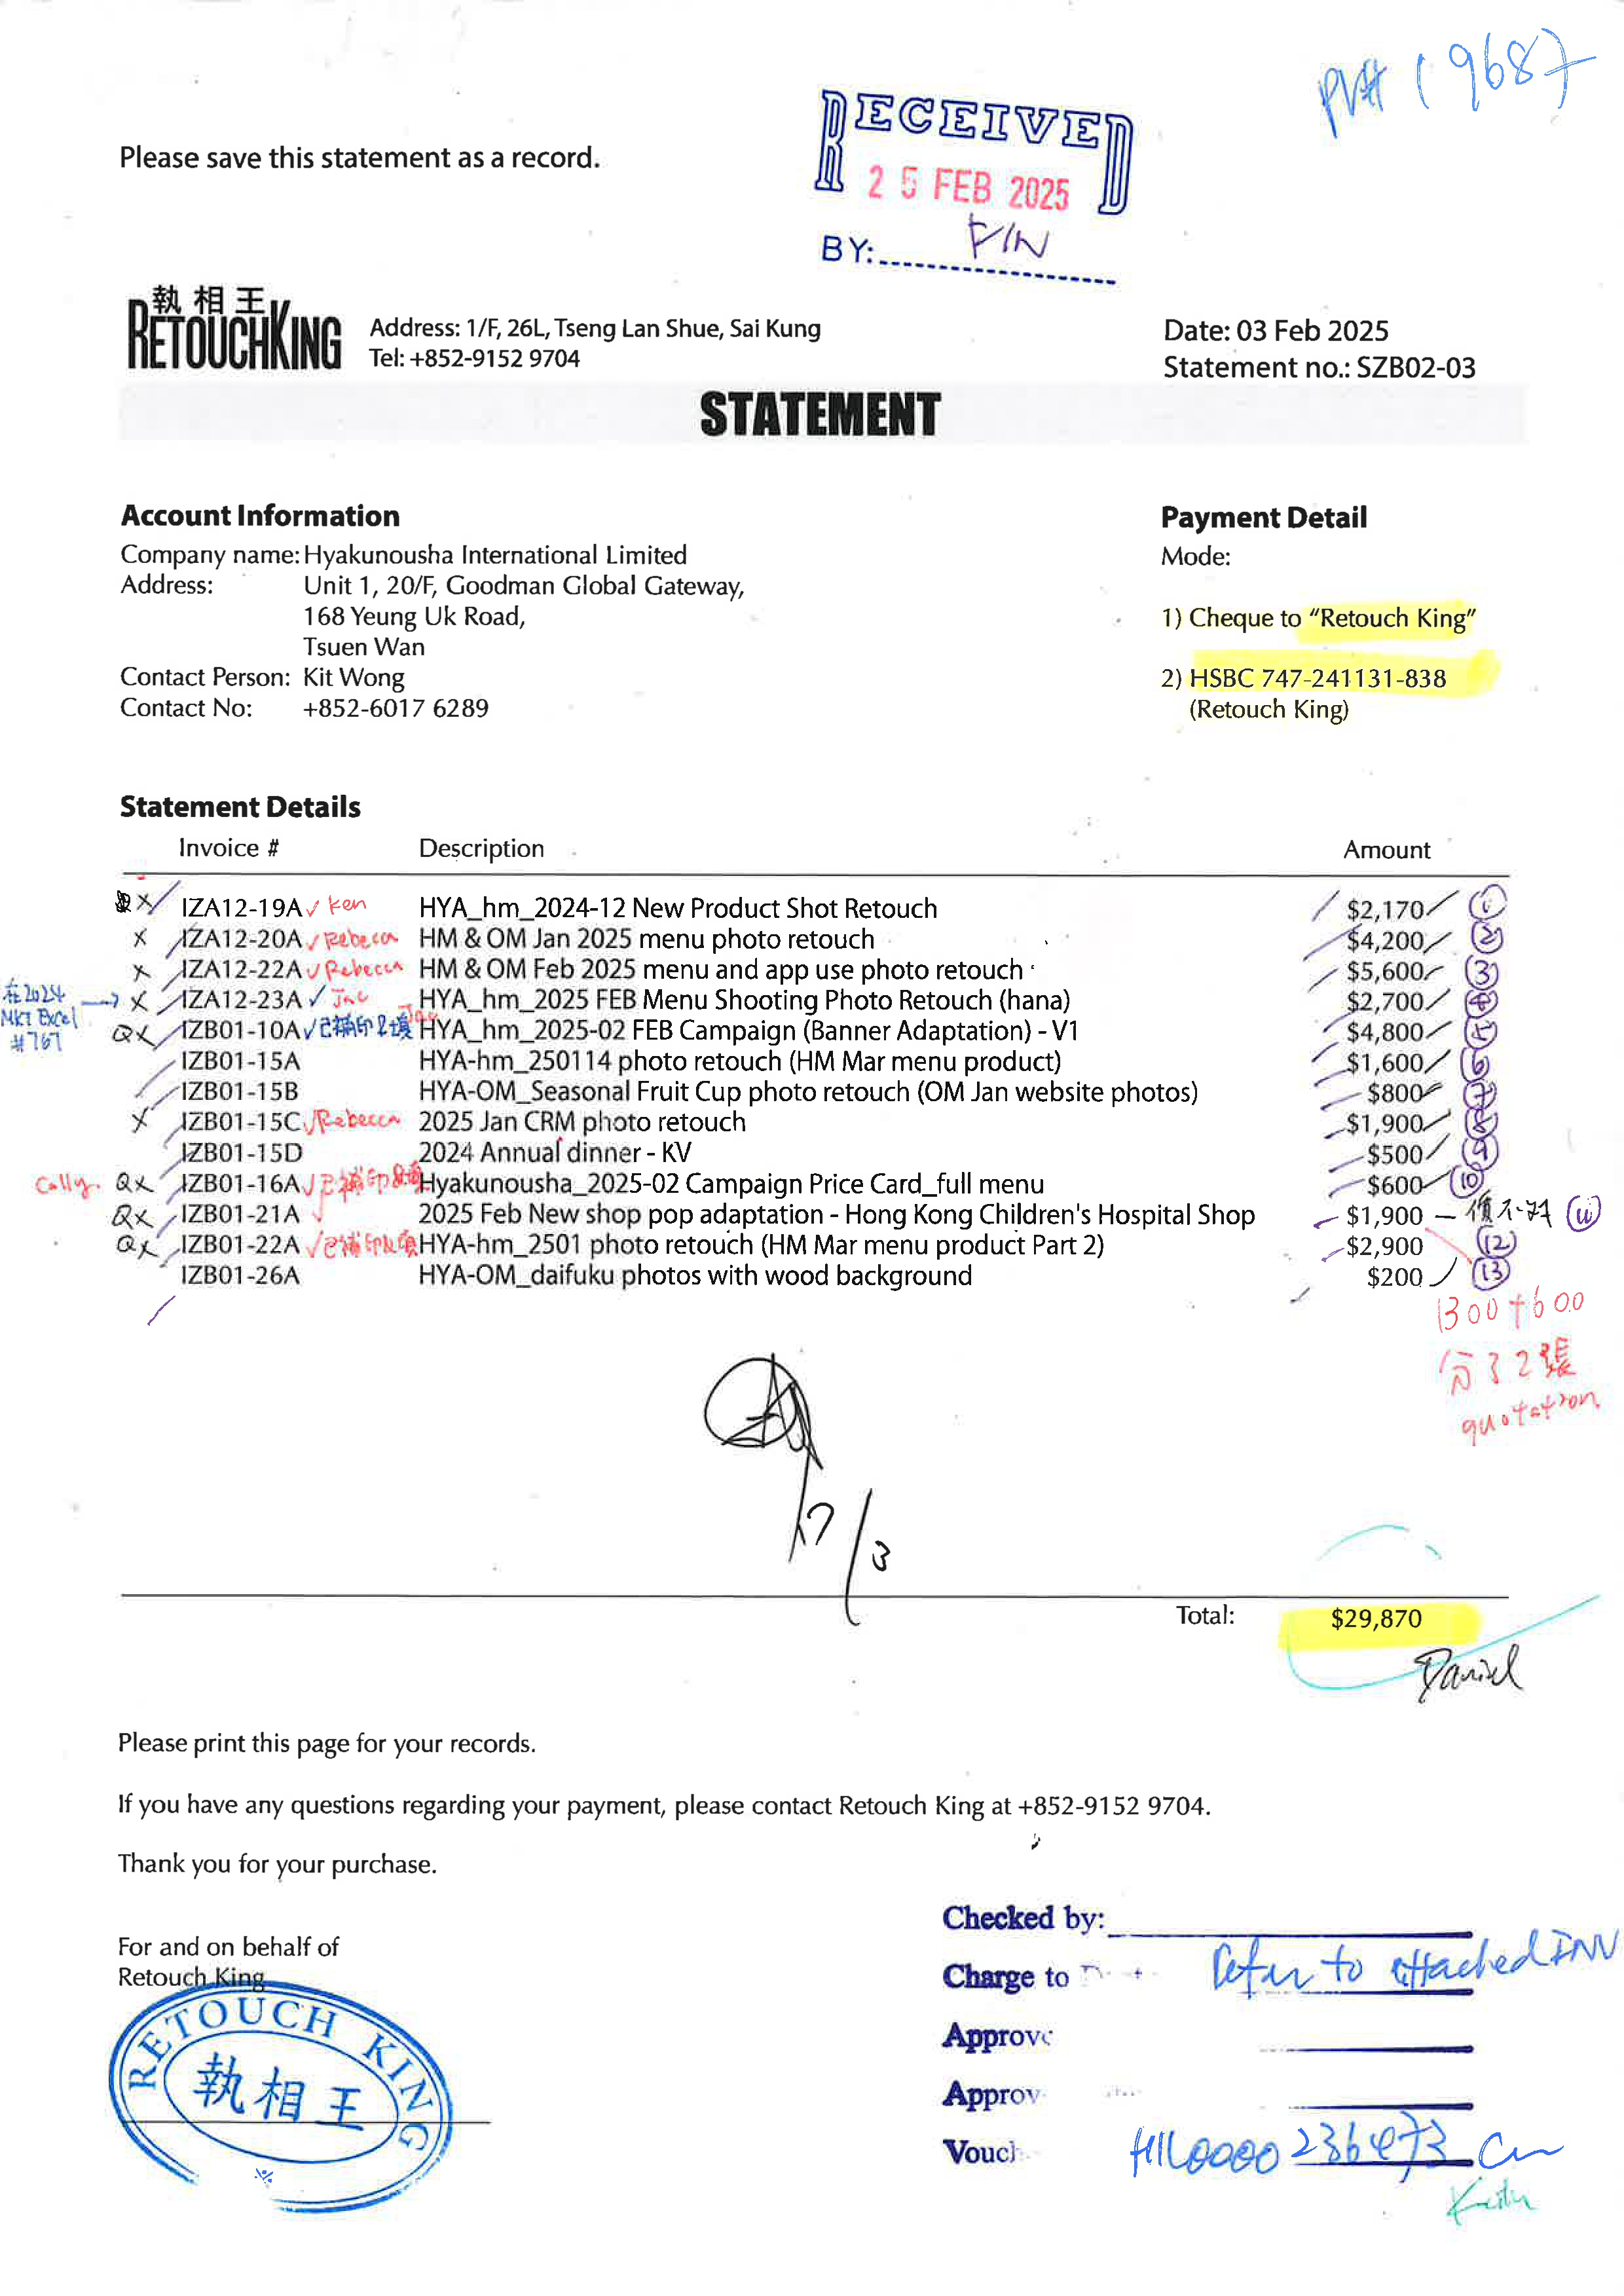 PV# 19687
Please save this statement as a record.
RECEIVED
25 FEB 2025
BY: FIN
執相王
RETOUCHKING
Address: 1/F, 26L, Tseng Lan Shue, Sai Kung
Tel: +852-9152 9704
Date: 03 Feb 2025
Statement no.: SZB02-03
STATEMENT
Account Information
Company name: Hyakunousha International Limited
Address: Unit 1, 20/F, Goodman Global Gateway,
168 Yeung Uk Road,
Tsuen Wan
Contact Person: Kit Wong
Contact No: +852-6017 6289
Payment Detail
Mode:
1) Cheque to “Retouch King”
2) HSBC 747-241131-838
(Retouch King)
Statement Details
Invoice # Description Amount
X IZA12-19A ✓ Ken HYA_hm_2024-12 New Product Shot Retouch $2,170 ①
X IZA12-20A ✓ Rebecca HM & OM Jan 2025 menu photo retouch $4,200 ②
X IZA12-22A ✓ Rebecca HM & OM Feb 2025 menu and app use photo retouch $5,600 ③
在2024
MKT Excel
#767
→ X IZA12-23A ✓ Jac HYA_hm_2025 FEB Menu Shooting Photo Retouch (hana) $2,700 ④
QX IZB01-10A ✓ 已補印及填 Jac HYA_hm_2025-02 FEB Campaign (Banner Adaptation) - V1 $4,800 ⑤
IZB01-15A HYA-hm_250114 photo retouch (HM Mar menu product) $1,600 ⑥
IZB01-15B HYA-OM_Seasonal Fruit Cup photo retouch (OM Jan website photos) $800 ⑦
X IZB01-15C ✓ Rebecca 2025 Jan CRM photo retouch $1,900 ⑧
IZB01-15D 2024 Annual dinner - KV $500 ⑨
Cally. QX IZB01-16A ✓ 已補印及填 Hyakunousha_2025-02 Campaign Price Card_full menu $600 ⑩
QX IZB01-21A ✓ 2025 Feb New shop pop adaptation - Hong Kong Children's Hospital Shop $1,900 – 價不對 ⑪
QX IZB01-22A ✓ 已補印及填 HYA-hm_2501 photo retouch (HM Mar menu product Part 2) $2,900 ⑫
IZB01-26A HYA-OM_daifuku photos with wood background $200 ⑬
1300+600
分了2張
quotation
17/3
Total: $29,870
Daniel
Please print this page for your records.
If you have any questions regarding your payment, please contact Retouch King at +852-9152 9704.
Thank you for your purchase.
For and on behalf of
Retouch King
RETOUCH KING
執相王
Checked by:
Charge to
Refer to attached INV
Approve
Approv
Vouch
HIL0000236473